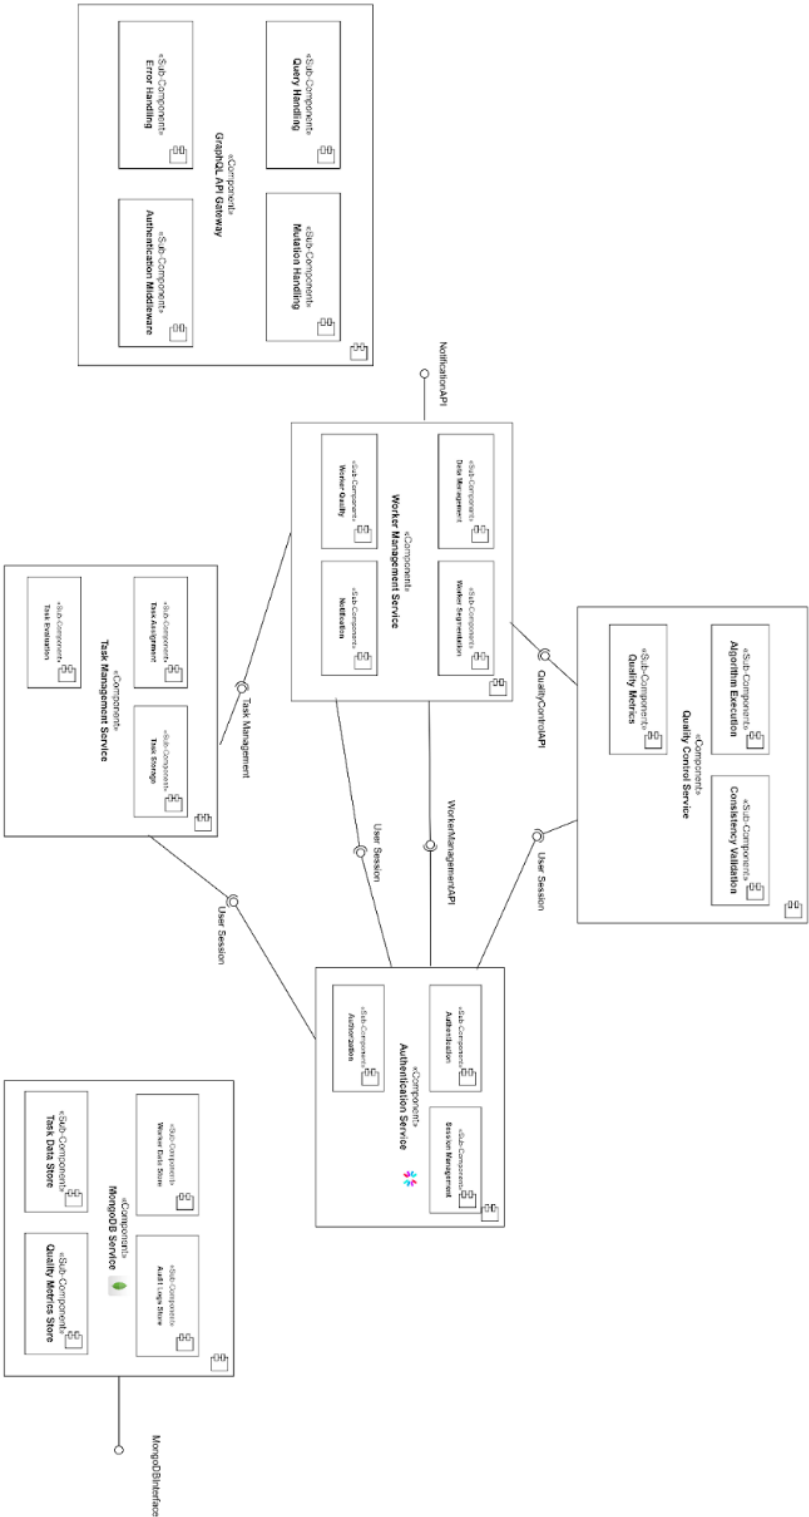 «Sub-Component»
Query Handling
«Sub-Component»
Mutation Handling
«Component»
GraphQL API Gateway
«Sub-Component»
Error Handling
«Sub-Component»
Authentication Middleware
NotificationAPI
«Sub-Component»
Data Management
«Sub-Component»
Worker Segmentation
«Component»
Worker Management Service
«Sub-Component»
Worker Quality
«Sub-Component»
Notification
«Sub-Component»
Algorithm Execution
«Sub-Component»
Consistency Validation
«Component»
Quality Control Service
«Sub-Component»
Quality Metrics
QualityControlAPI
User Session
WorkerManagementAPI
User Session
Task Management
User Session
«Sub-Component»
Task Assignment
«Sub-Component»
Task Storage
«Component»
Task Management Service
«Sub-Component»
Task Evaluation
«Sub-Component»
Authentication
«Sub-Component»
Session Management
«Component»
Authentication Service
«Sub-Component»
Authorization
«Sub-Component»
Worker Data Store
«Sub-Component»
Audit Logs Store
«Component»
MongoDB Service
«Sub-Component»
Task Data Store
«Sub-Component»
Quality Metrics Store
MongoDBInterface